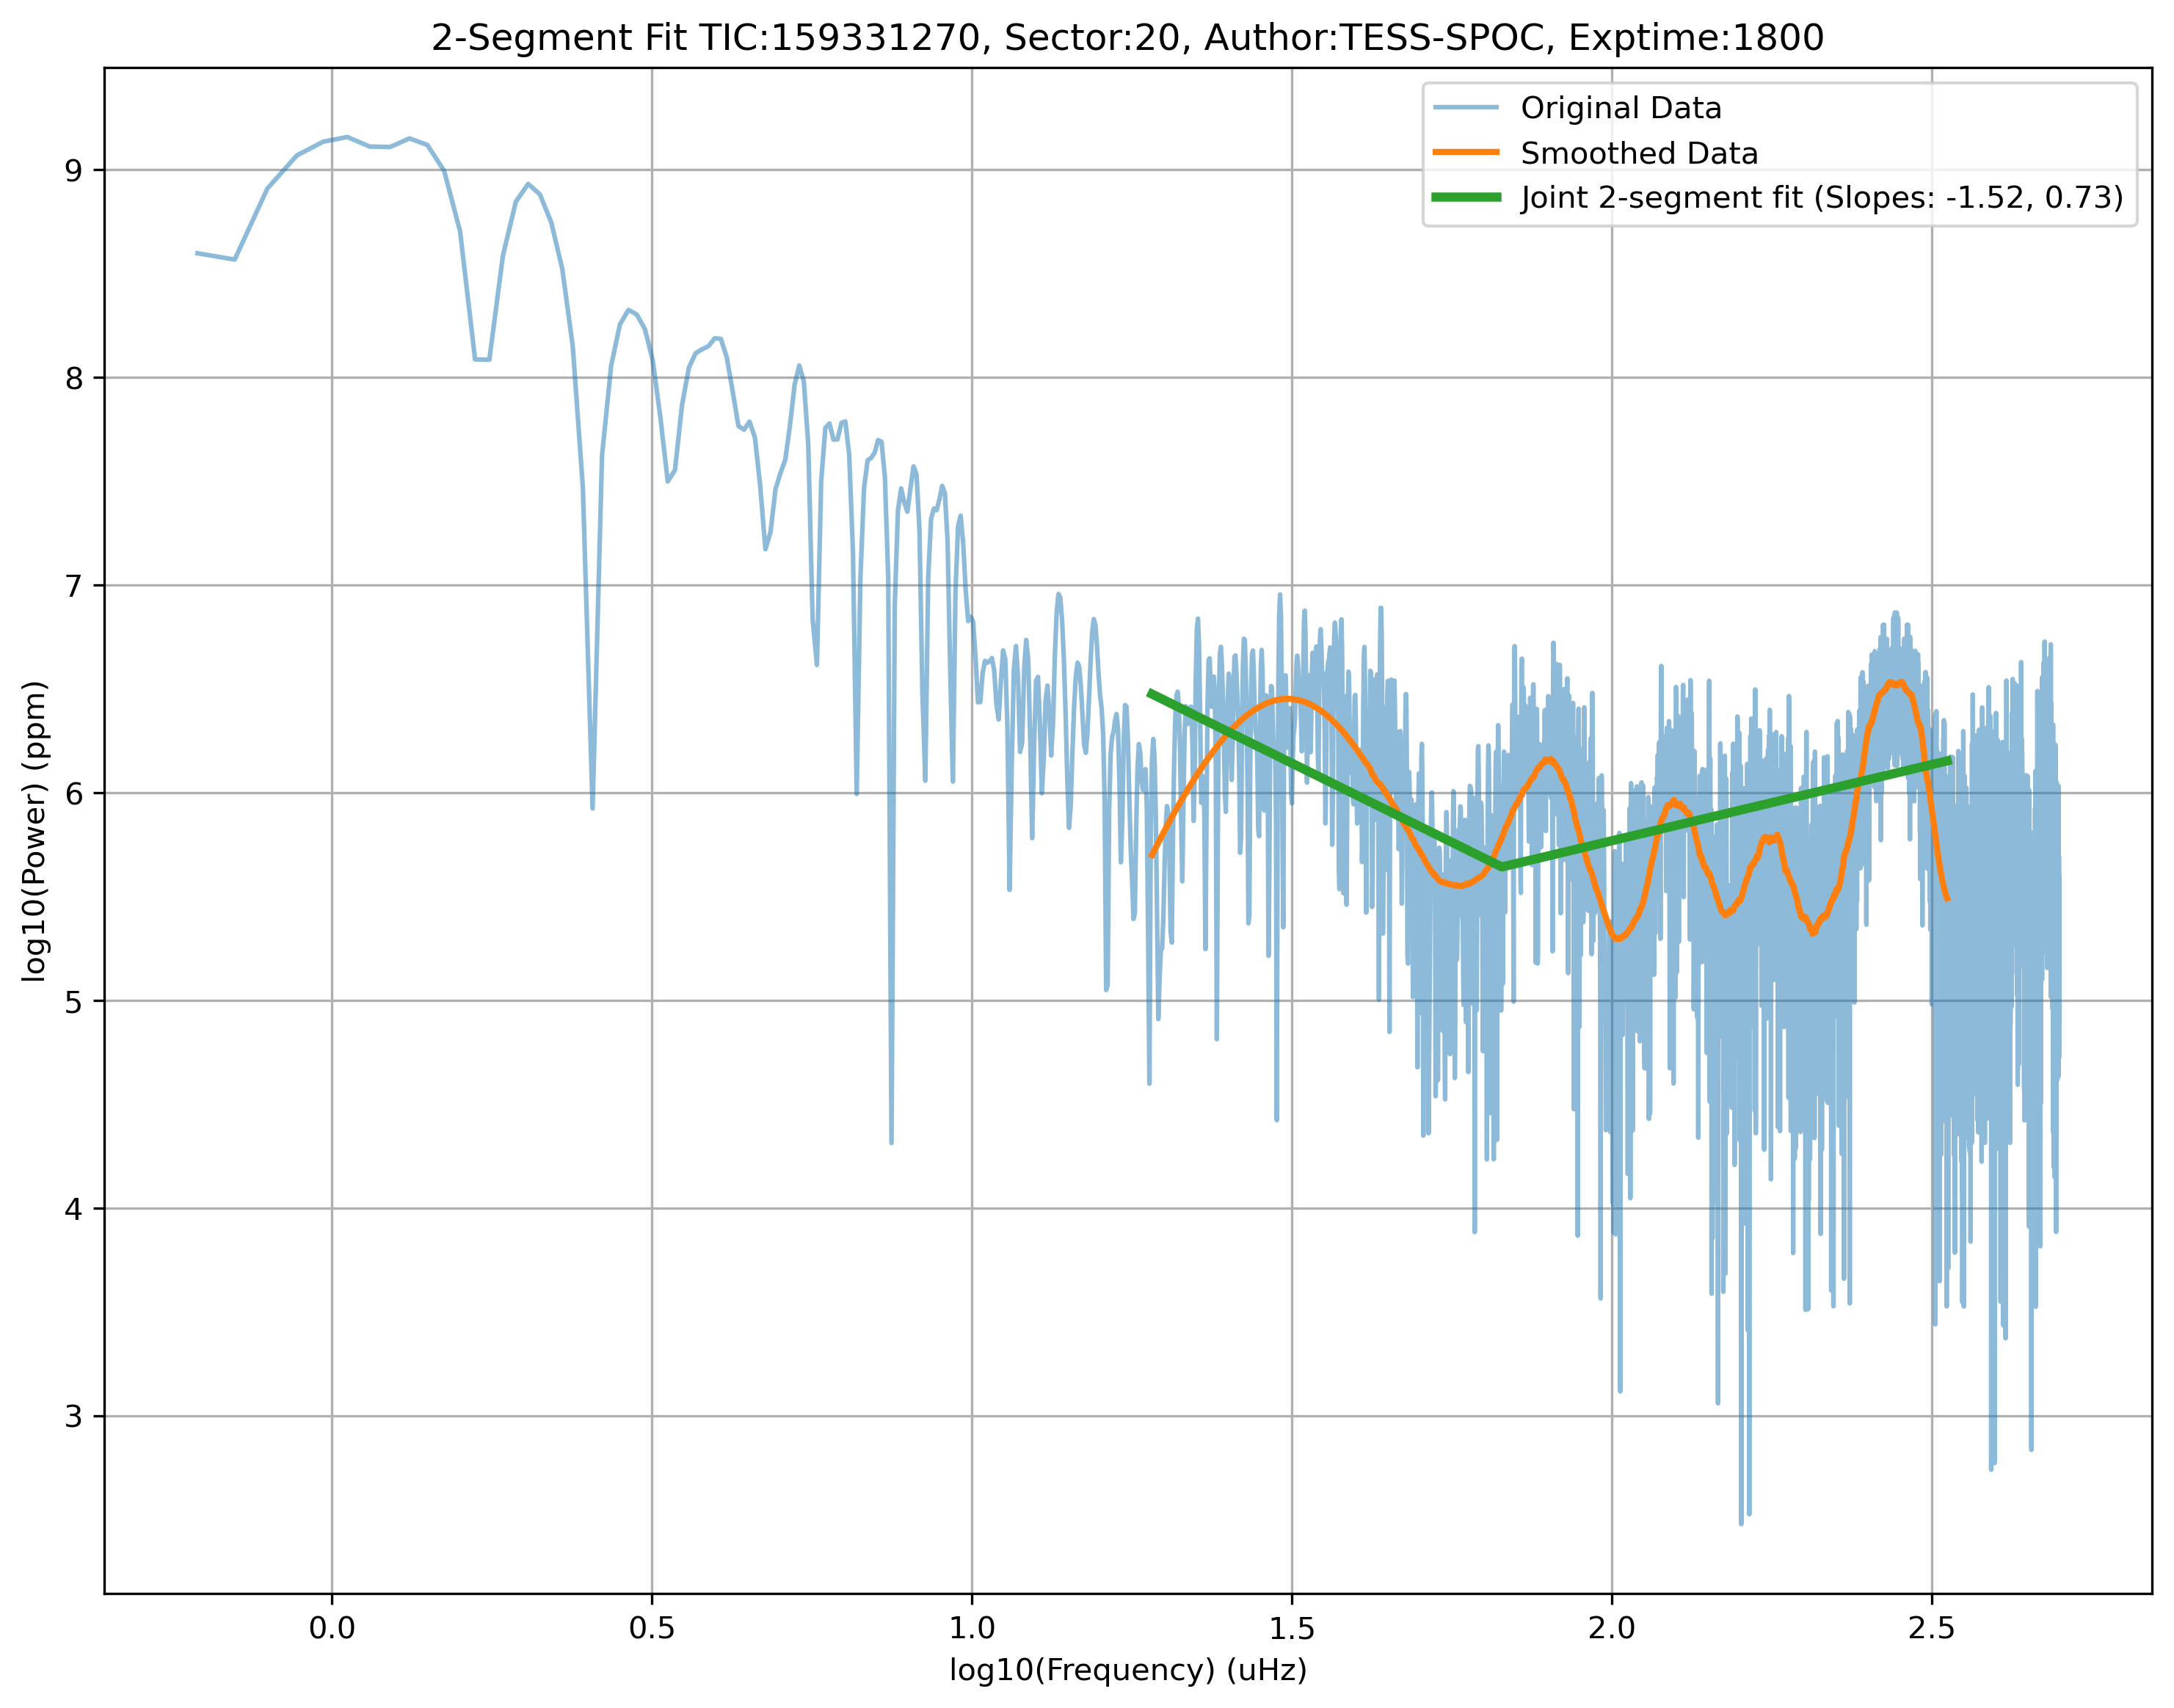 2-Segment Fit TIC:159331270, Sector:20, Author:TESS-SPOC, Exptime:1800
Original Data
Smoothed Data
Joint 2-segment fit (Slopes: -1.52, 0.73)
log10(Power) (ppm)
9
8
7
6
5
4
3
0.0
0.5
1.0
1.5
2.0
2.5
log10(Frequency) (uHz)